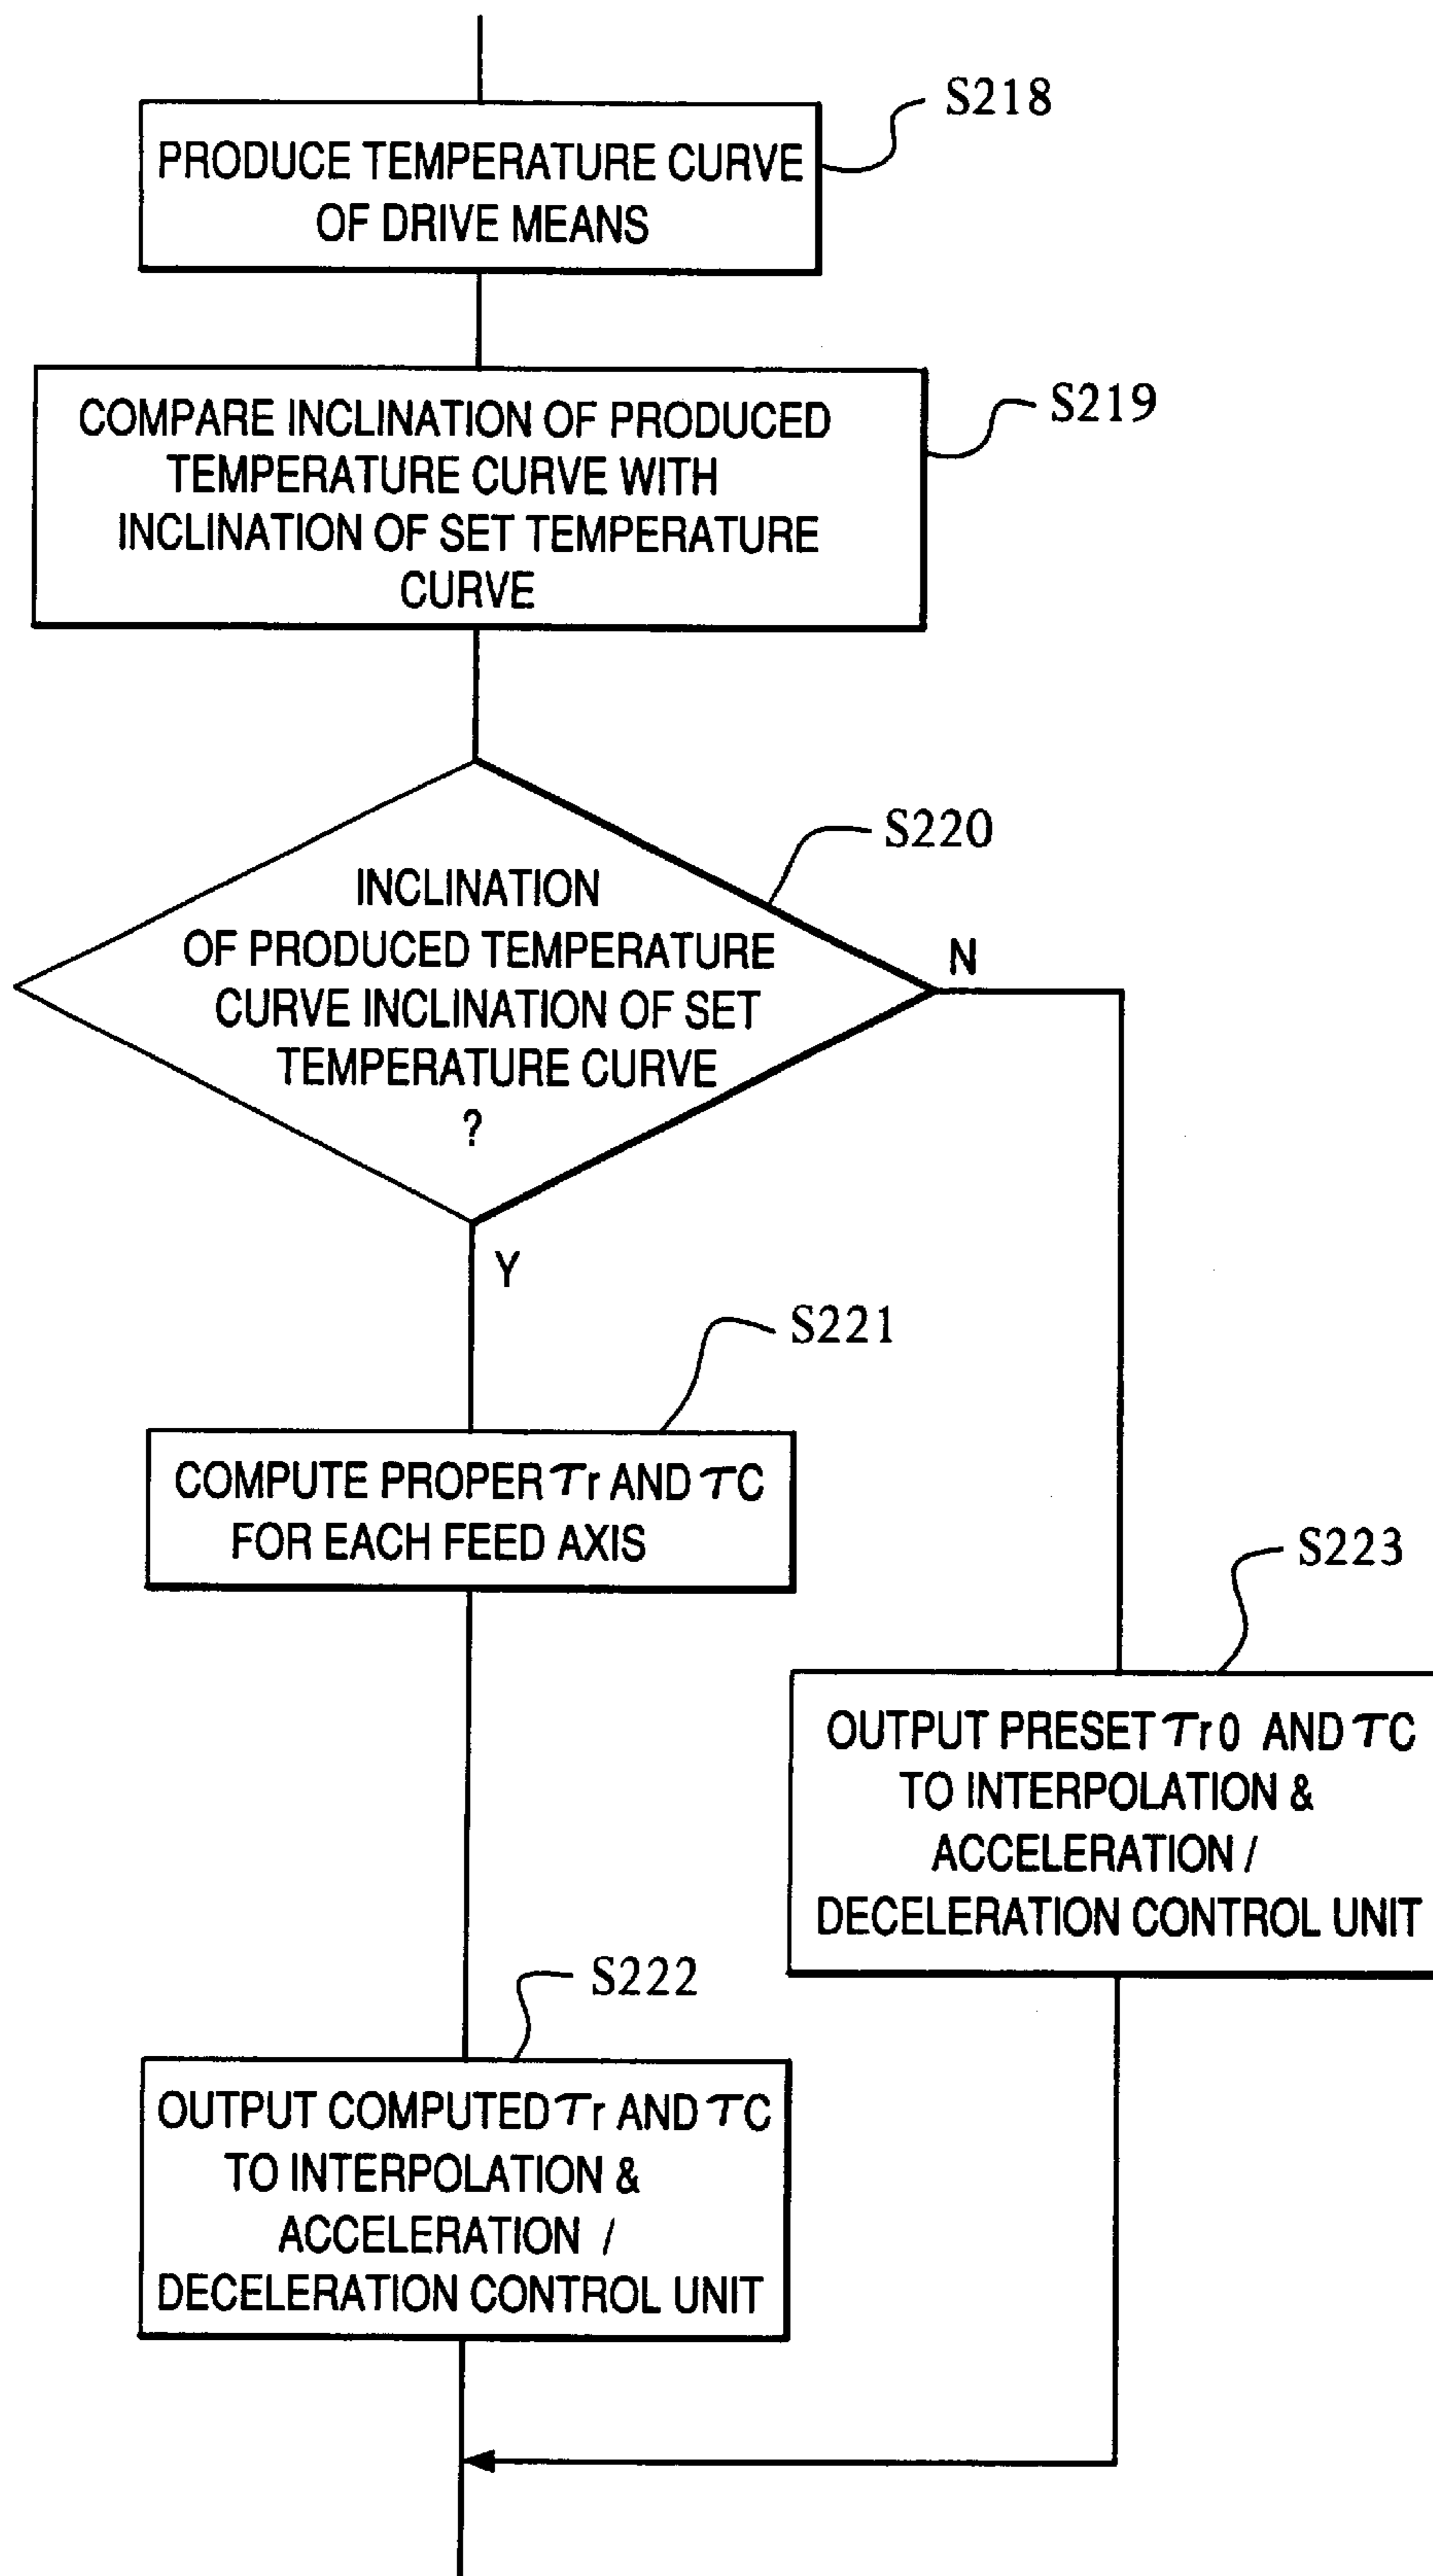 S218
PRODUCE TEMPERATURE CURVE
OF DRIVE MEANS
S219
COMPARE INCLINATION OF PRODUCED
TEMPERATURE CURVE WITH
INCLINATION OF SET TEMPERATURE
CURVE
S220
INCLINATION
OF PRODUCED TEMPERATURE
CURVE INCLINATION OF SET
TEMPERATURE CURVE
?
N
Y
S221
COMPUTE PROPER τr AND τC
FOR EACH FEED AXIS
S223
OUTPUT PRESET τr0 AND τC
TO INTERPOLATION &
ACCELERATION /
DECELERATION CONTROL UNIT
S222
OUTPUT COMPUTED τr AND τC
TO INTERPOLATION &
ACCELERATION /
DECELERATION CONTROL UNIT